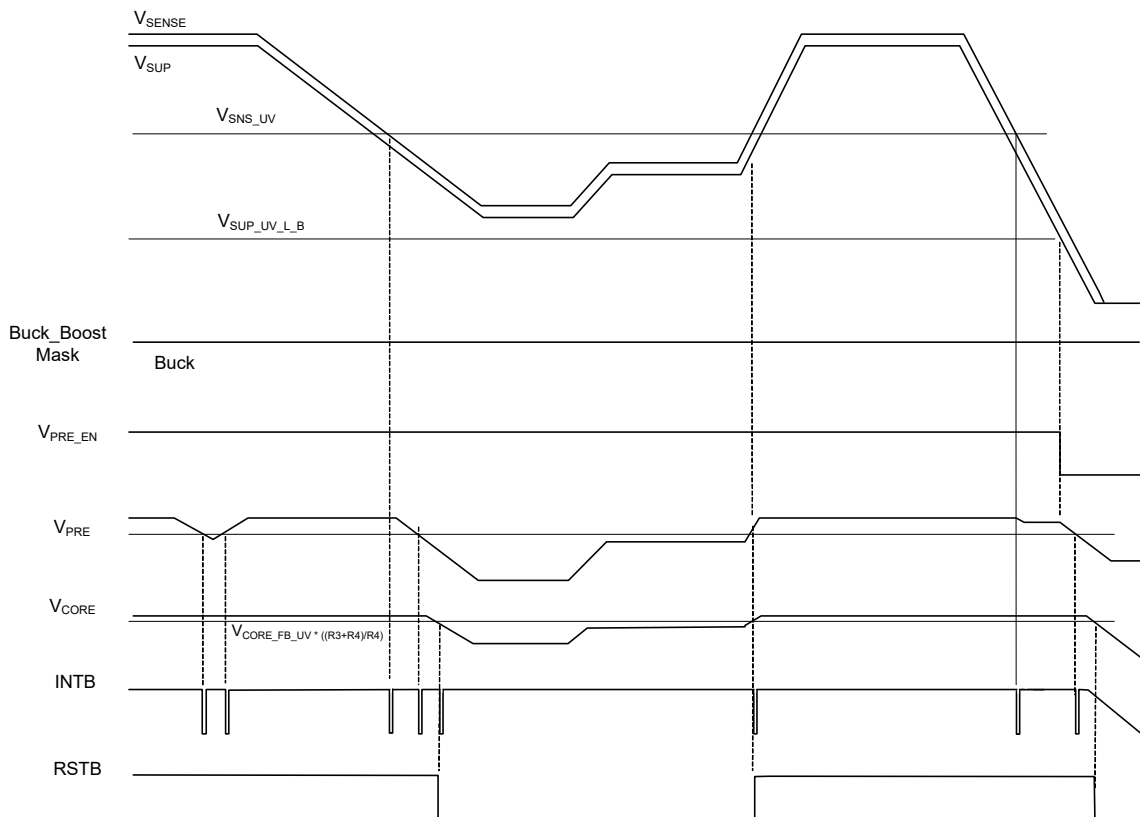 VSENSE
VSUP
VSNS_UV
VSUP_UV_L_B
Buck_Boost
Mask
Buck
VPRE_EN
VPRE
VCORE
VCORE_FB_UV * ((R3+R4)/R4)
INTB
RSTB